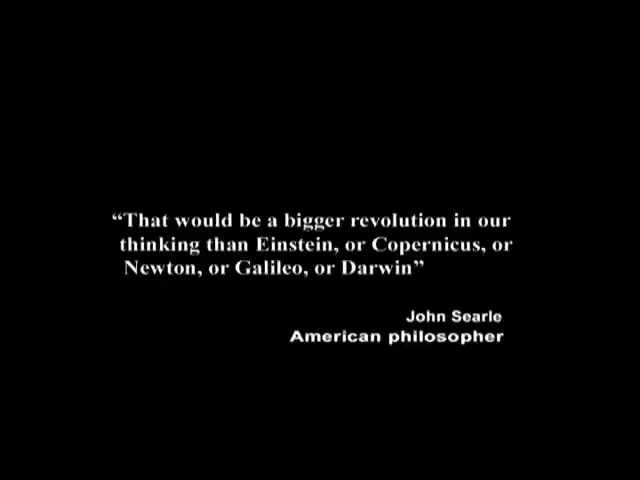 “That would be a bigger revolution in our
thinking than Einstein, or Copernicus, or
Newton, or Galileo, or Darwin”
John Searle
American philosopher